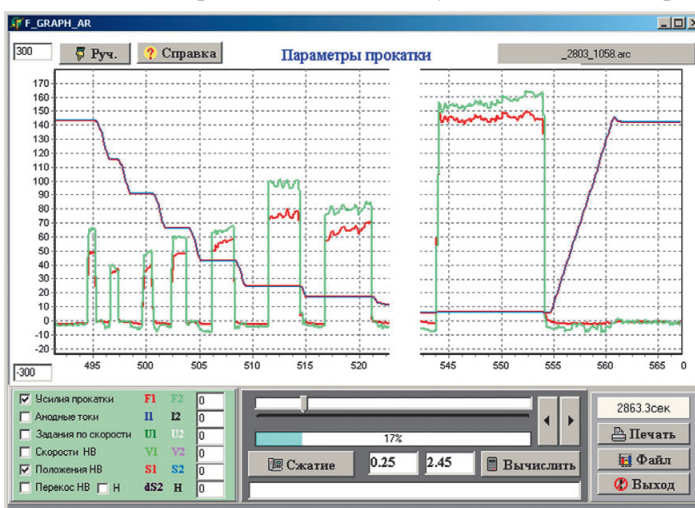 F_GRAPH_AR
300 Руч. ? Справка Параметры прокатки _2803_1058.arc
170
160
150
140
130
120
110
100
90
80
70
60
50
40
30
20
10
0
-10
-20
-300
495 500 505 510 515 520 545 550 555 560 565 0
Усилия прокатки F1 F2 0
Анодные токи I1 I2 0
Задания по скорости U1 U2 0
Скорости НВ V1 V2 0
Положения НВ S1 S2 0
Перекос НВ Н dS2 H 0
17%
Сжатие 0.25 2.45 Вычислить
2863.3сек
Печать
Файл
Выход